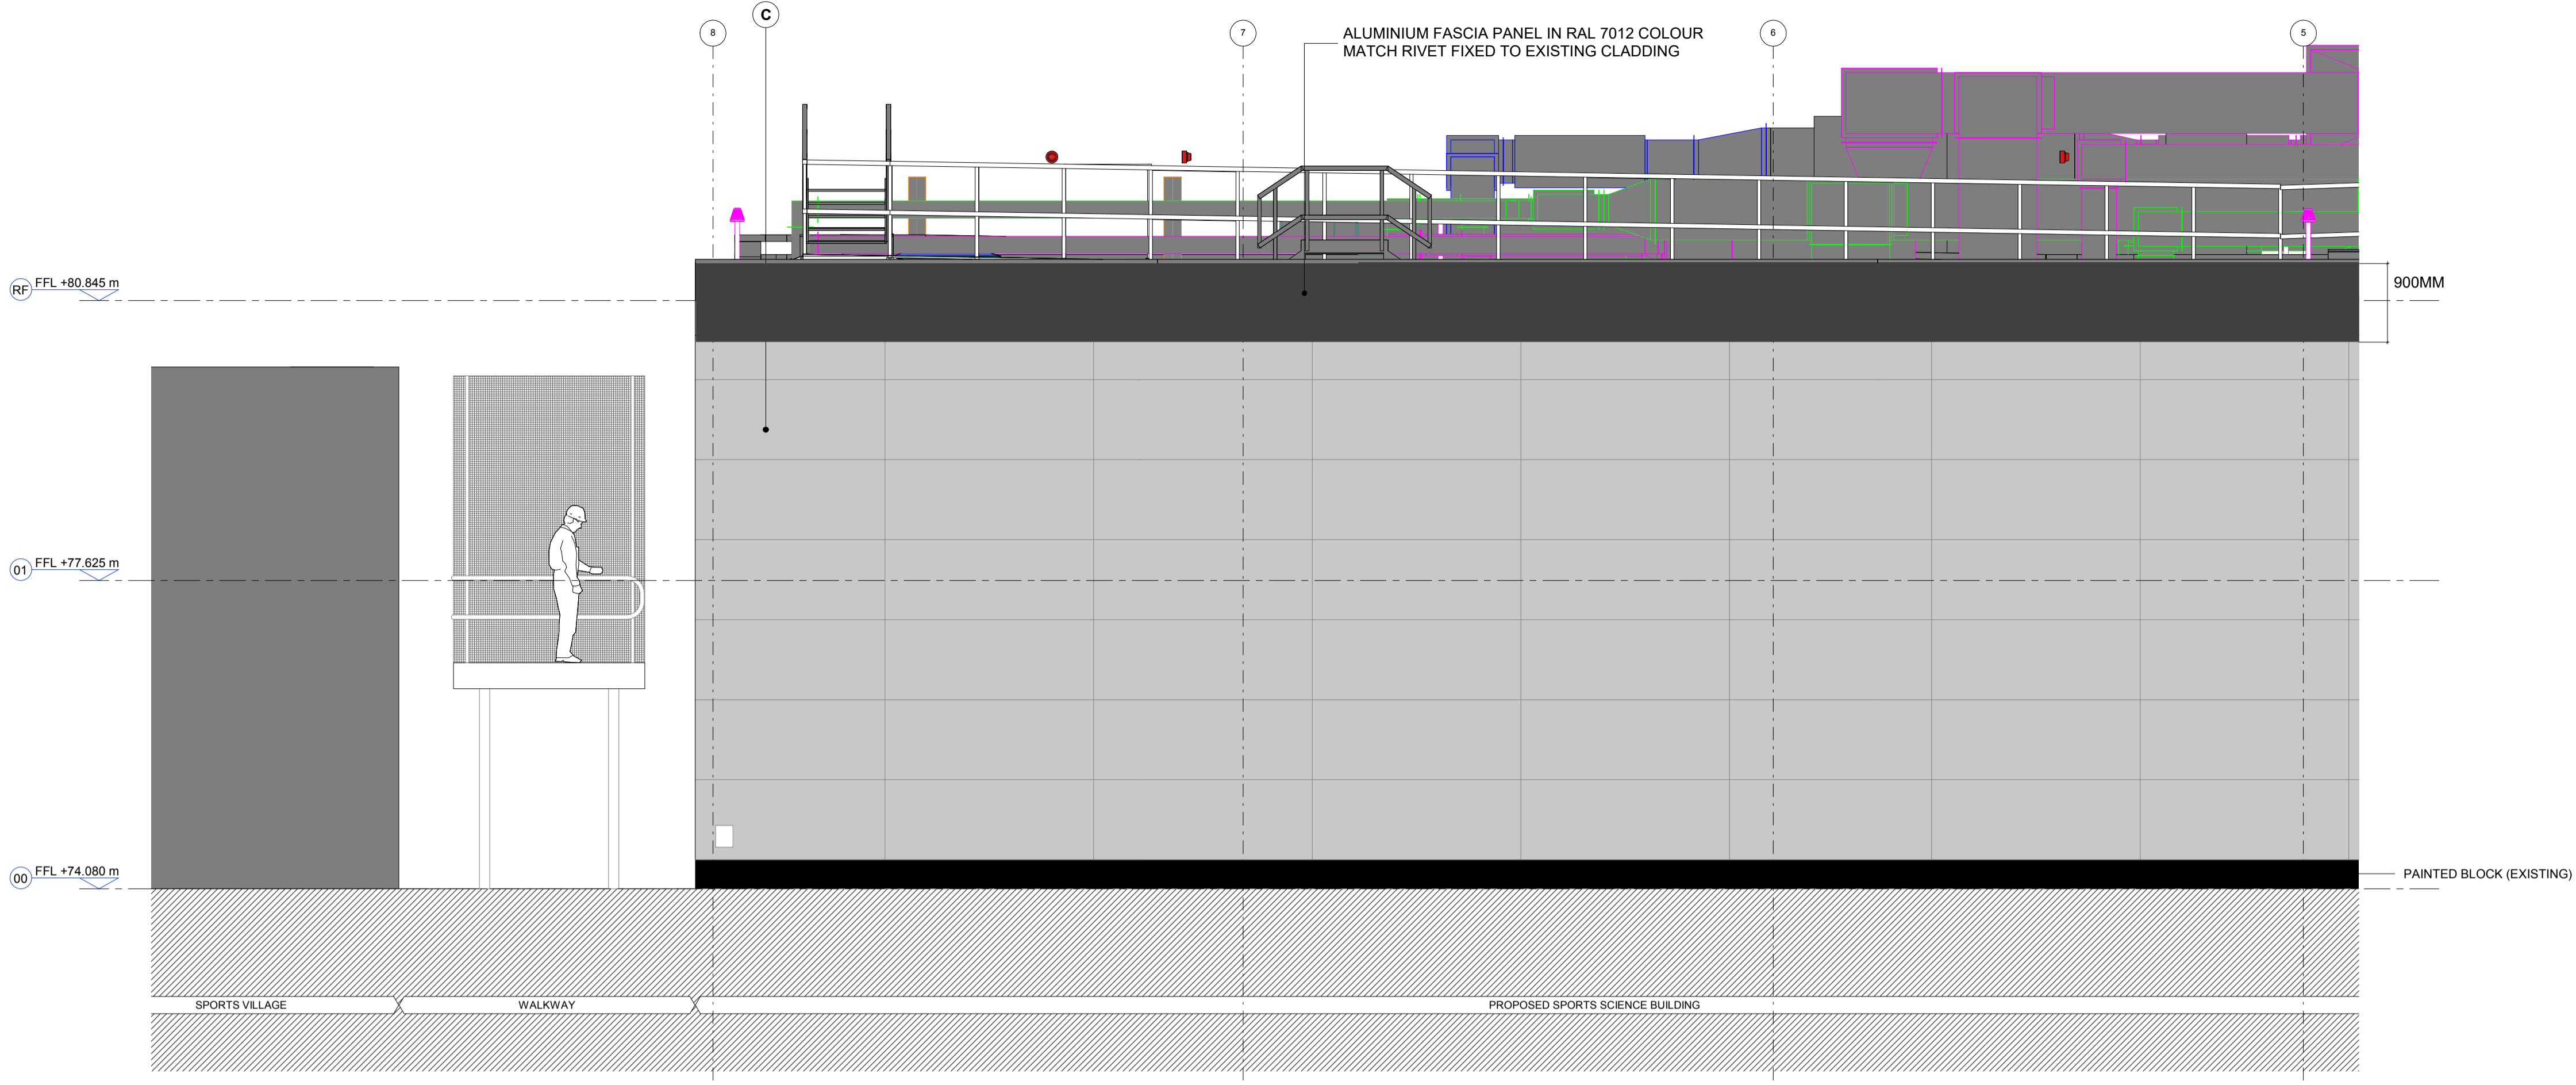 C
8
7
6
5
ALUMINIUM FASCIA PANEL IN RAL 7012 COLOUR
MATCH RIVET FIXED TO EXISTING CLADDING
RF FFL +80.845 m
900MM
01 FFL +77.625 m
00 FFL +74.080 m
PAINTED BLOCK (EXISTING)
SPORTS VILLAGE
WALKWAY
PROPOSED SPORTS SCIENCE BUILDING